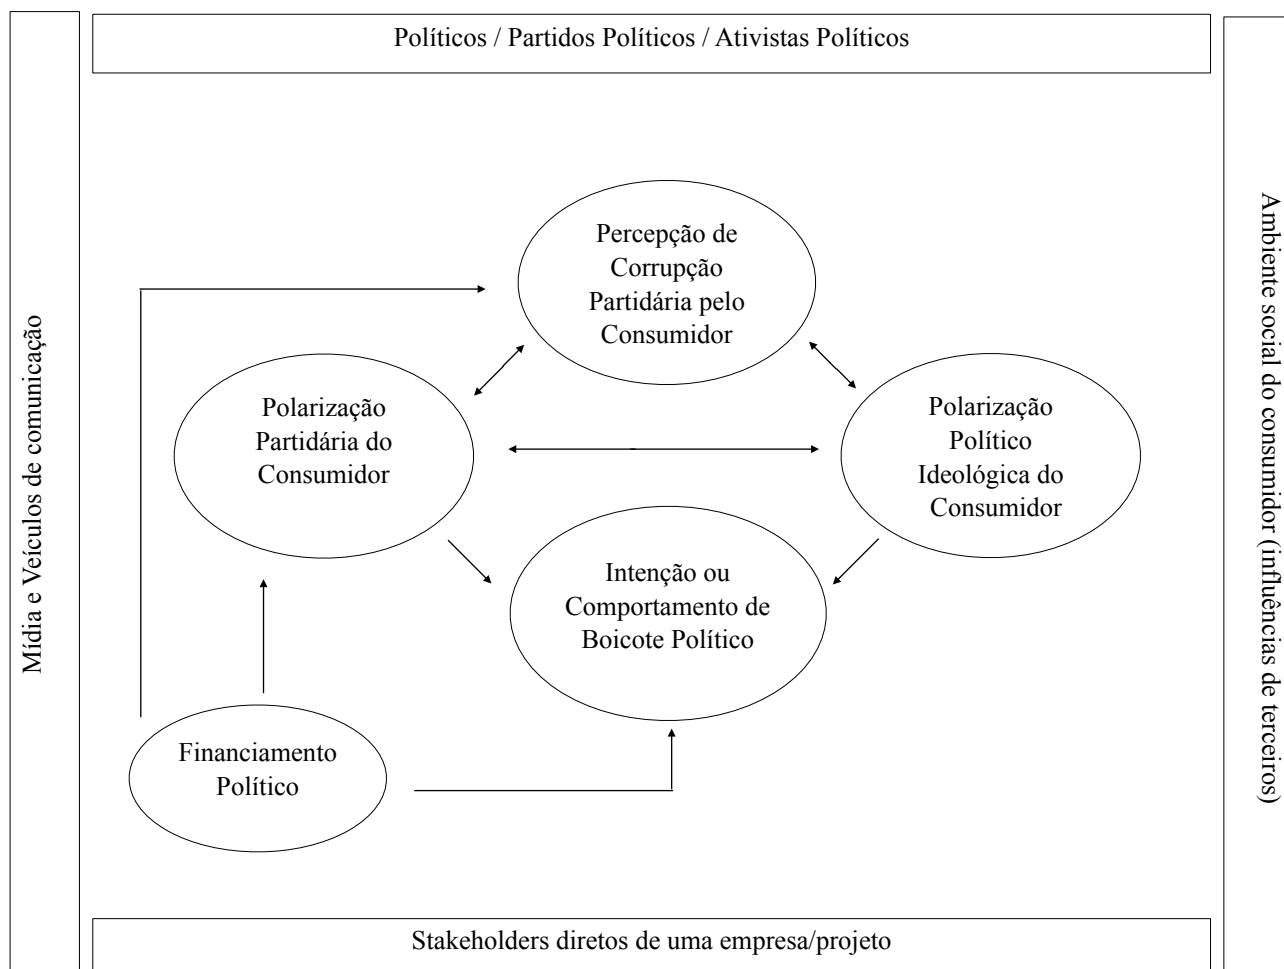 Políticos / Partidos Políticos / Ativistas Políticos
Mídia e Veículos de comunicação
Percepção de
Corrupção
Partidária pelo
Consumidor
Polarização
Partidária do
Consumidor
Polarização
Político
Ideológica do
Consumidor
Intenção ou
Comportamento de
Boicote Político
Financiamento
Político
Ambiente social do consumidor (influências de terceiros)
Stakeholders diretos de uma empresa/projeto